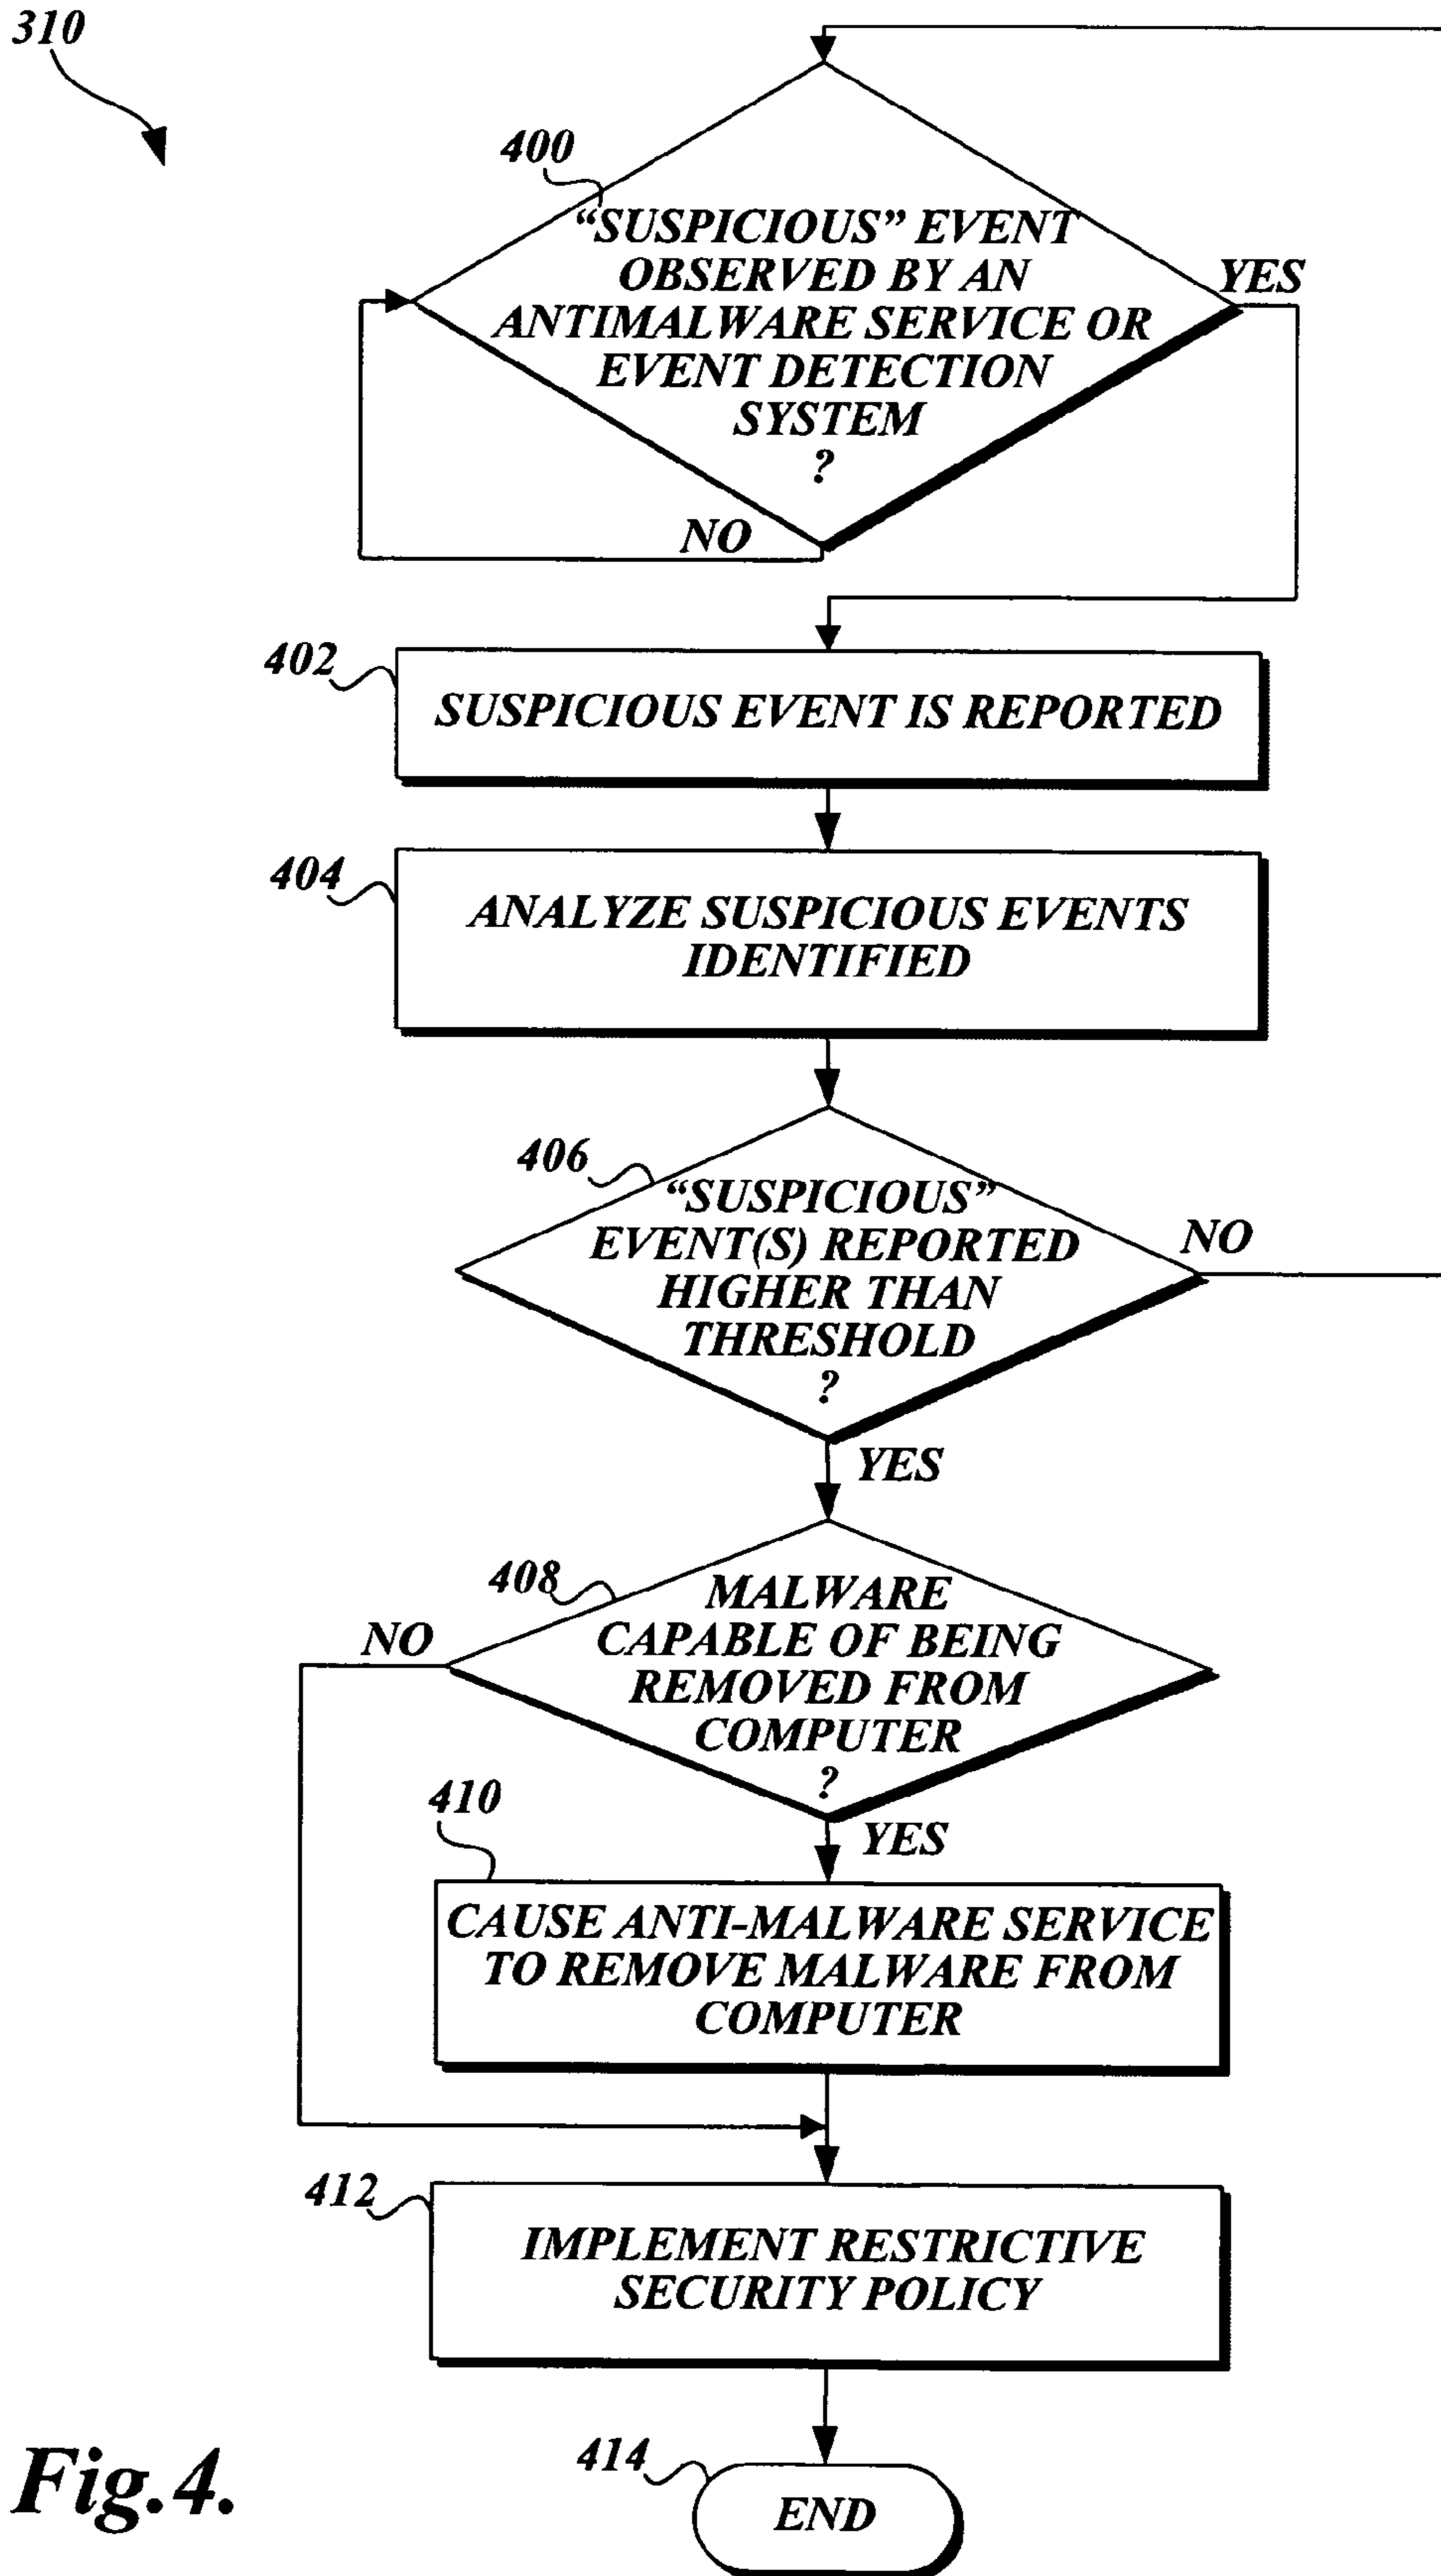 310
400
“SUSPICIOUS” EVENT
OBSERVED BY AN
ANTIMALWARE SERVICE OR
EVENT DETECTION
SYSTEM
?
YES
NO
402
SUSPICIOUS EVENT IS REPORTED
404
ANALYZE SUSPICIOUS EVENTS
IDENTIFIED
406
“SUSPICIOUS”
EVENT(S) REPORTED
HIGHER THAN
THRESHOLD
?
NO
YES
408
MALWARE
CAPABLE OF BEING
REMOVED FROM
COMPUTER
?
NO
YES
410
CAUSE ANTI-MALWARE SERVICE
TO REMOVE MALWARE FROM
COMPUTER
412
IMPLEMENT RESTRICTIVE
SECURITY POLICY
414
END
Fig.4.